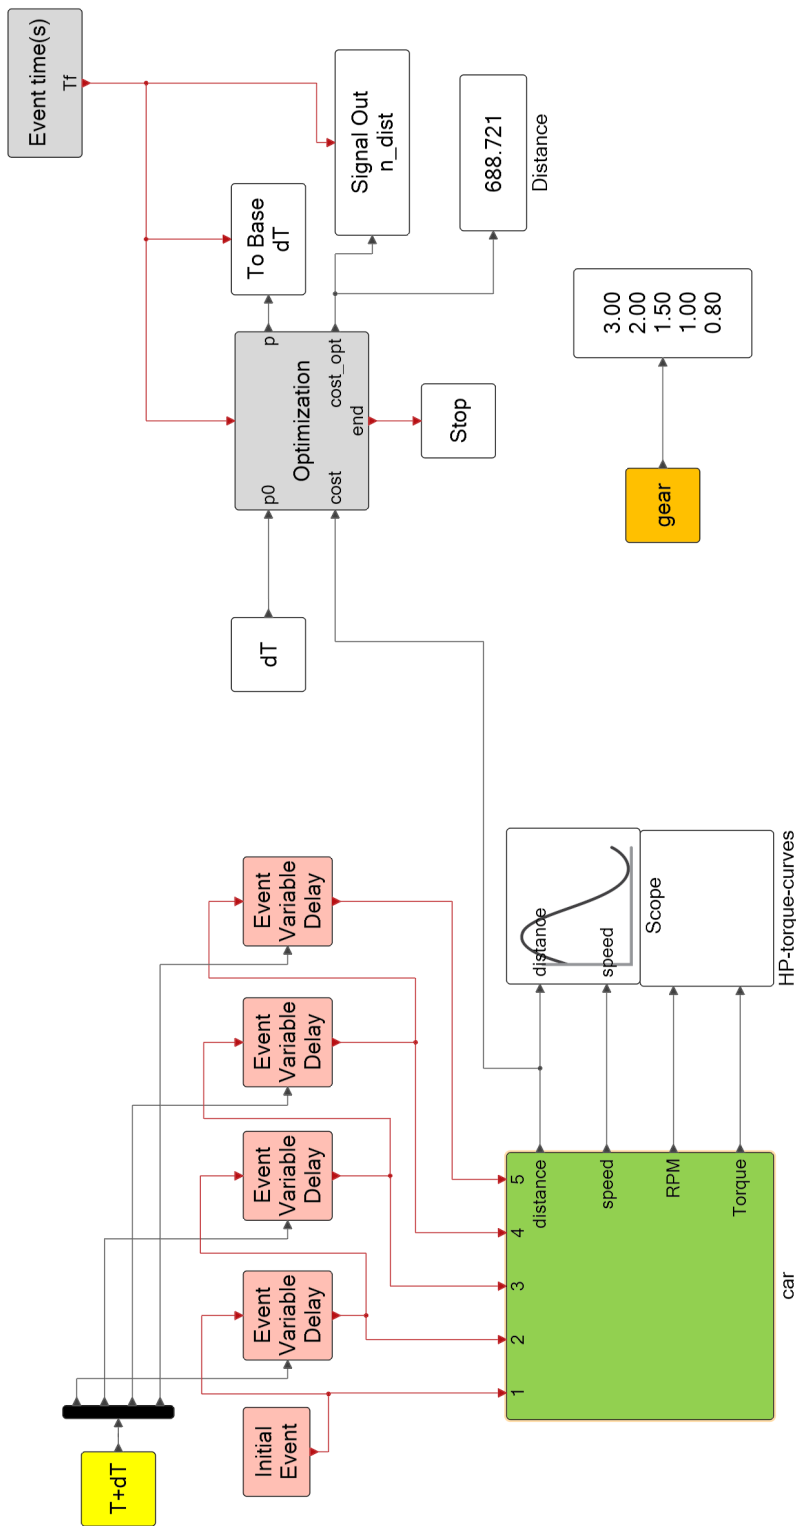 T+dT
Initial
Event
Event
Variable
Delay
Event
Variable
Delay
Event
Variable
Delay
Event
Variable
Delay
1
2
3
4
5
distance
speed
RPM
Torque
car
distance
speed
Scope
HP-torque-curves
dT
p0
cost
Optimization
end
p
cost_opt
Stop
To Base
dT
Event time(s)
Tf
Signal Out
n_dist
688.721
Distance
gear
3.00
2.00
1.50
1.00
0.80